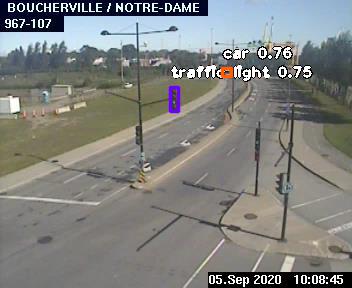 BOUCHERVILLE / NOTRE-DAME
967-107
car 0.76
traffic light 0.75
05.Sep 2020 10:08:45